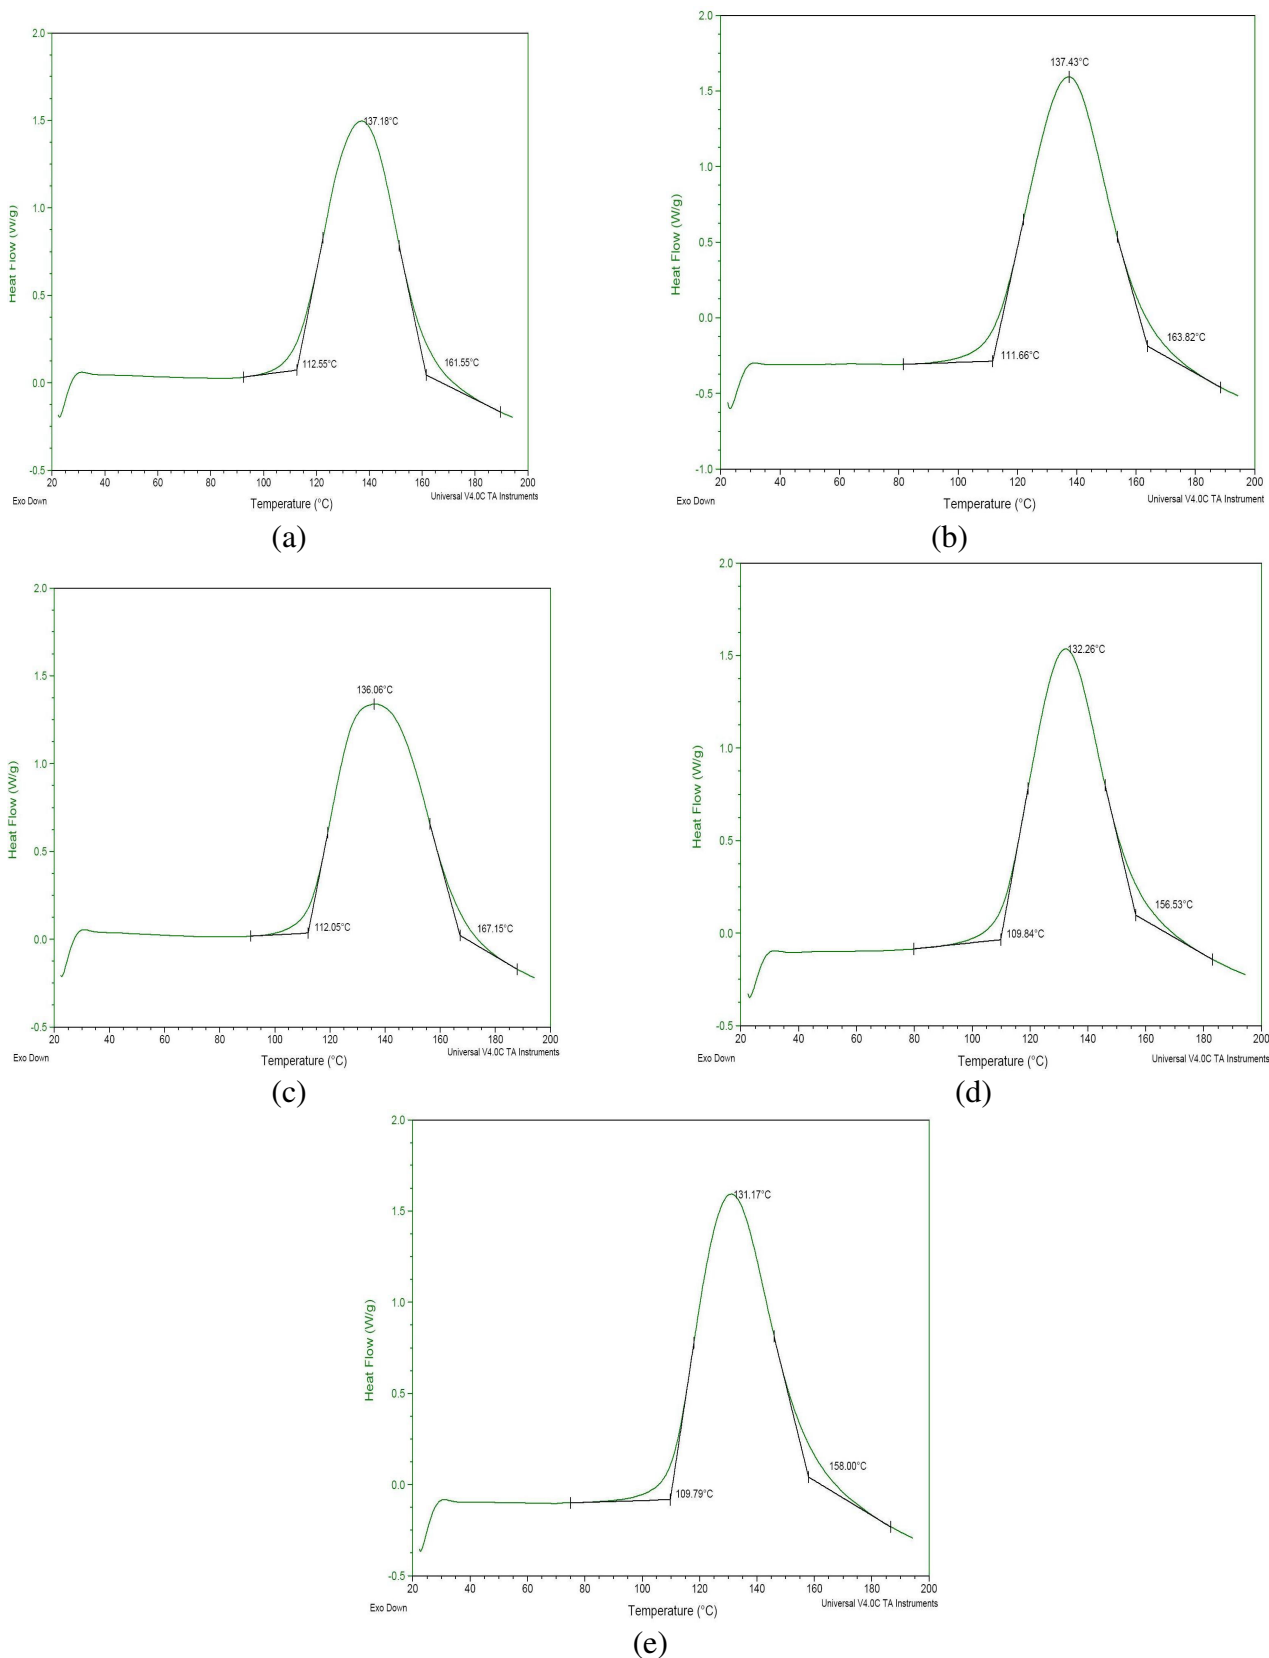 2.0
1.5
1.0
0.5
0.0
-0.5
Heat Flow (W/g)
137.18°C
112.55°C
161.55°C
20 40 60 80 100 120 140 160 180 200
Exo Down
Temperature (°C)
Universal V4.0C TA Instruments
(a)
2.0
1.5
1.0
0.5
0.0
-0.5
-1.0
Heat Flow (W/g)
137.43°C
111.66°C
163.82°C
20 40 60 80 100 120 140 160 180 200
Exo Down
Temperature (°C)
Universal V4.0C TA Instrument
(b)
2.0
1.5
1.0
0.5
0.0
-0.5
Heat Flow (W/g)
136.06°C
112.05°C
167.15°C
20 40 60 80 100 120 140 160 180 200
Exo Down
Temperature (°C)
Universal V4.0C TA Instruments
(c)
2.0
1.5
1.0
0.5
0.0
-0.5
Heat Flow (W/g)
132.26°C
109.84°C
156.53°C
20 40 60 80 100 120 140 160 180 200
Exo Down
Temperature (°C)
Universal V4.0C TA Instruments
(d)
2.0
1.5
1.0
0.5
0.0
-0.5
Heat Flow (W/g)
131.17°C
109.79°C
158.00°C
20 40 60 80 100 120 140 160 180 200
Exo Down
Temperature (°C)
Universal V4.0C TA Instruments
(e)